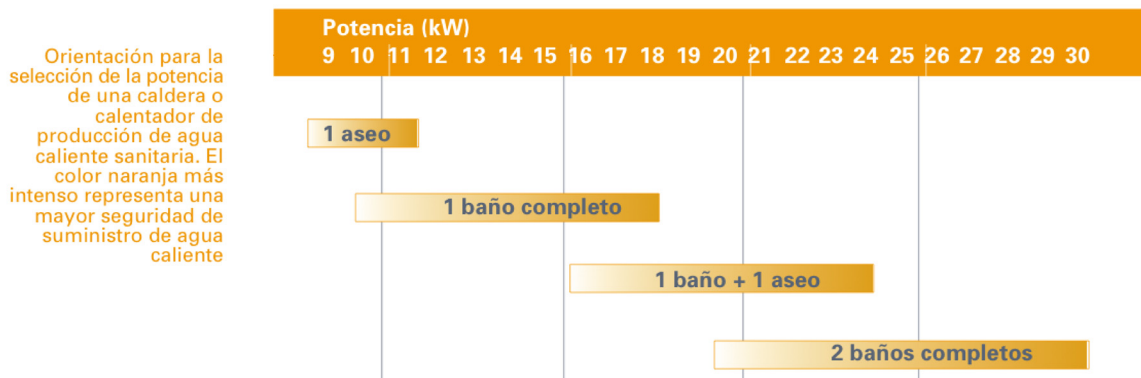 Potencia (kW)
9 10 11 12 13 14 15 16 17 18 19 20 21 22 23 24 25 26 27 28 29 30
Orientación para la
selección de la potencia
de una caldera o
calentador de
producción de agua
caliente sanitaria. El
color naranja más
intenso representa una
mayor seguridad de
suministro de agua
caliente
1 aseo
1 baño completo
1 baño + 1 aseo
2 baños completos